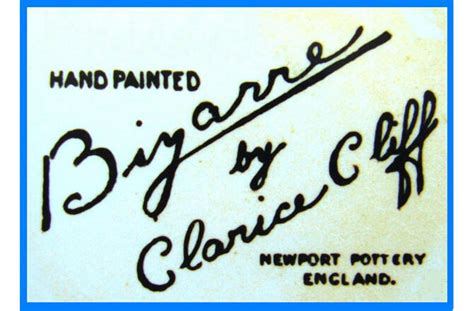 HAND PAINTED
Bizarre
by
Clarice Cliff
NEWPORT POTTERY
ENGLAND.